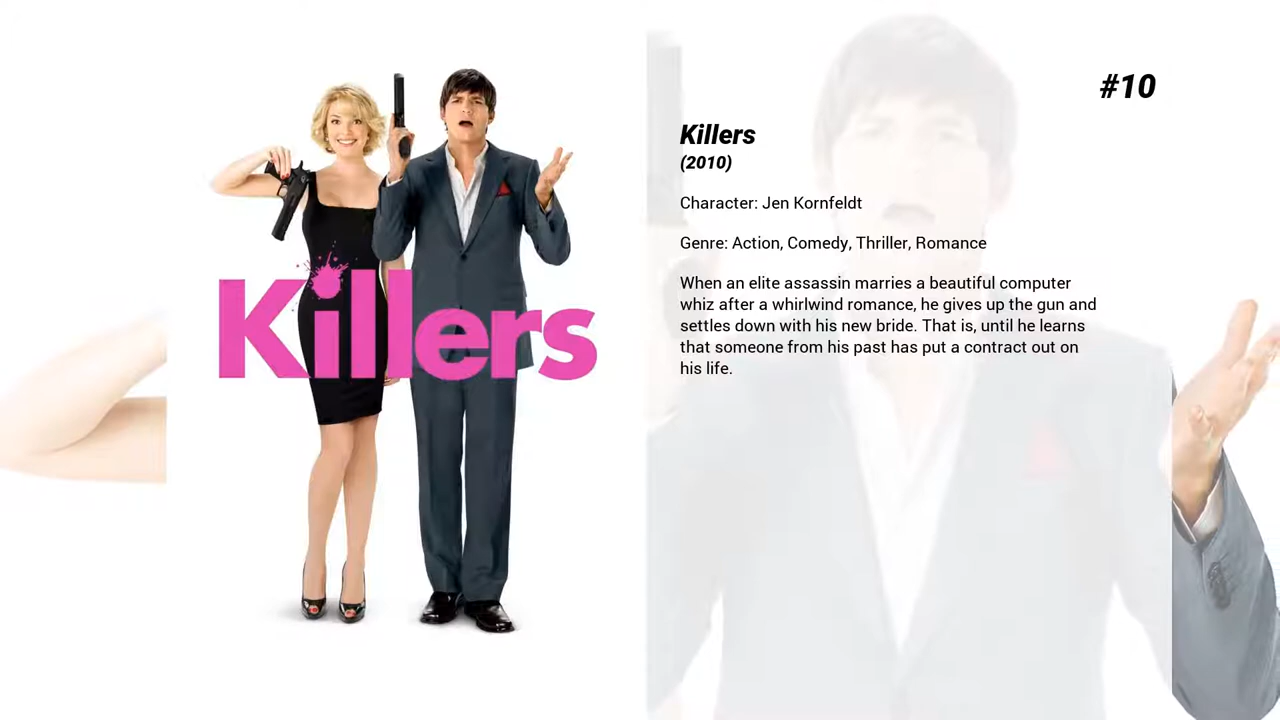 Killers
#10
Killers
(2010)
Character: Jen Kornfeldt
Genre: Action, Comedy, Thriller, Romance
When an elite assassin marries a beautiful computer
whiz after a whirlwind romance, he gives up the gun and
settles down with his new bride. That is, until he learns
that someone from his past has put a contract out on
his life.